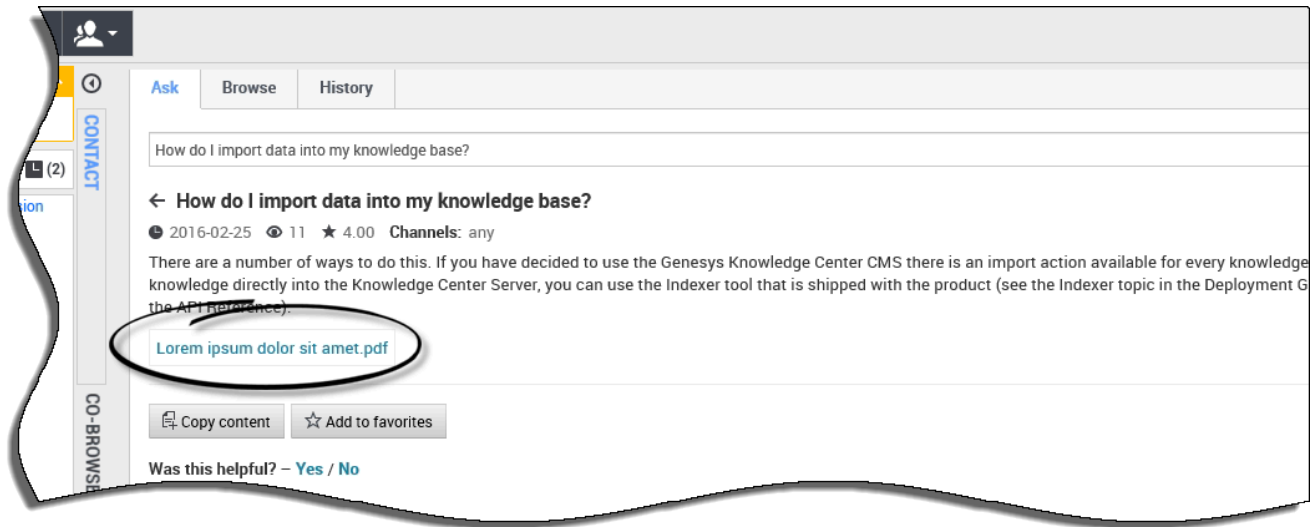 Ask Browse History
CONTACT
How do I import data into my knowledge base?
(2)
sion
How do I import data into my knowledge base?
2016-02-25 11 4.00 Channels: any
There are a number of ways to do this. If you have decided to use the Genesys Knowledge Center CMS there is an import action available for every knowledge
knowledge directly into the Knowledge Center Server, you can use the Indexer tool that is shipped with the product (see the Indexer topic in the Deployment G
the API Reference).
Lorem ipsum dolor sit amet.pdf
CO-BROWSE
Copy content Add to favorites
Was this helpful? – Yes / No